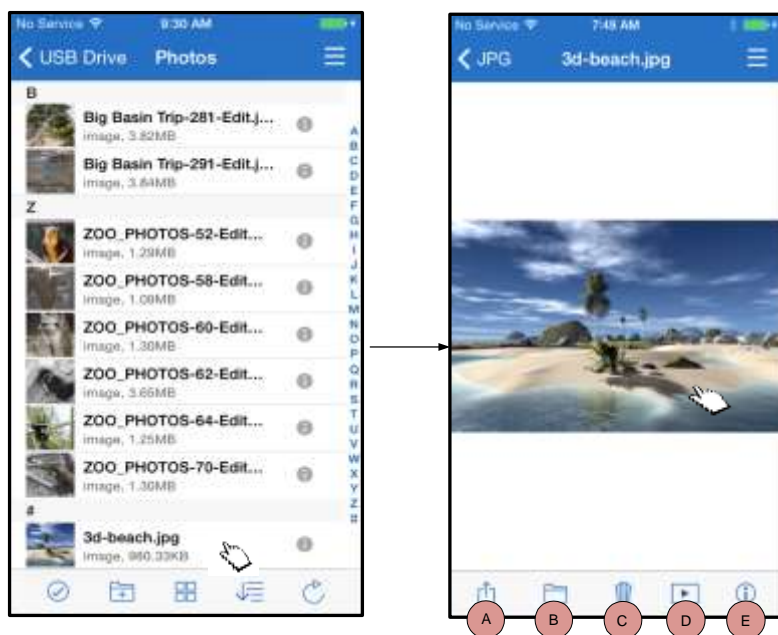 No Service 9:30 AM
USB Drive Photos
B
Big Basin Trip-281-Edit.j...
image, 3.82MB
Big Basin Trip-291-Edit.j...
image, 3.84MB
Z
ZOO_PHOTOS-52-Edit...
image, 1.29MB
ZOO_PHOTOS-58-Edit...
image, 1.09MB
ZOO_PHOTOS-60-Edit...
image, 1.30MB
ZOO_PHOTOS-62-Edit...
image, 3.65MB
ZOO_PHOTOS-64-Edit...
image, 1.25MB
ZOO_PHOTOS-70-Edit...
image, 1.30MB
#
3d-beach.jpg
image, 960.33KB
A
B
C
D
E
F
G
H
I
J
K
L
M
N
O
P
Q
R
S
T
U
V
W
X
Y
Z
#
No Service 7:49 AM
JPG 3d-beach.jpg
A B C D E